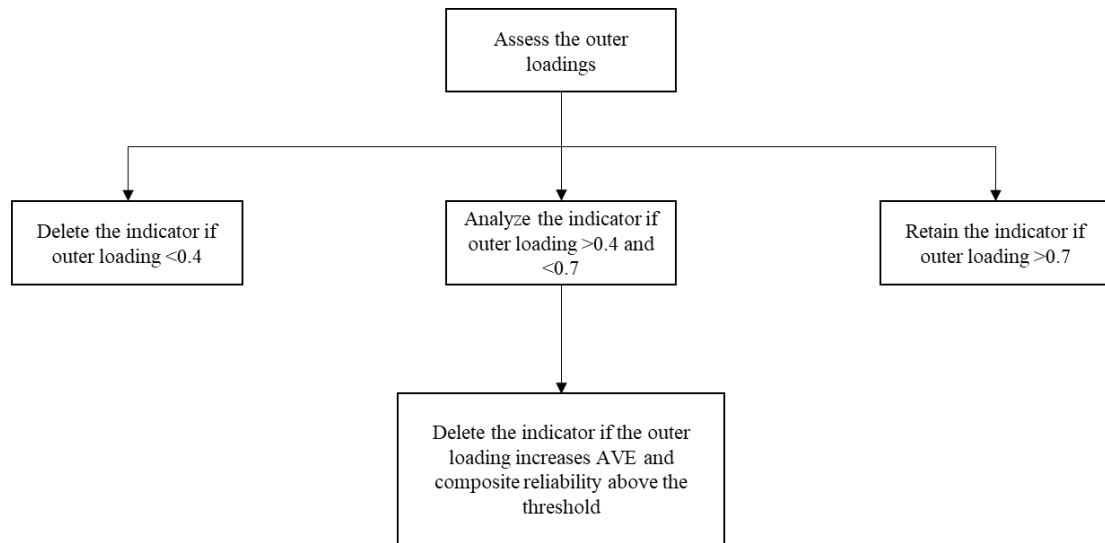 Assess the outer
loadings
Delete the indicator if
outer loading <0.4
Analyze the indicator if
outer loading >0.4 and
<0.7
Retain the indicator if
outer loading >0.7
Delete the indicator if the outer
loading increases AVE and
composite reliability above the
threshold